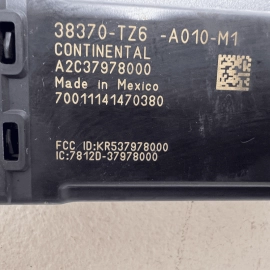 38370-TZ6 -A010-M1
CONTINENTAL
A2C37978000
Made in Mexico
70011141470380
FCC ID:KR537978000
IC:7812D-37978000